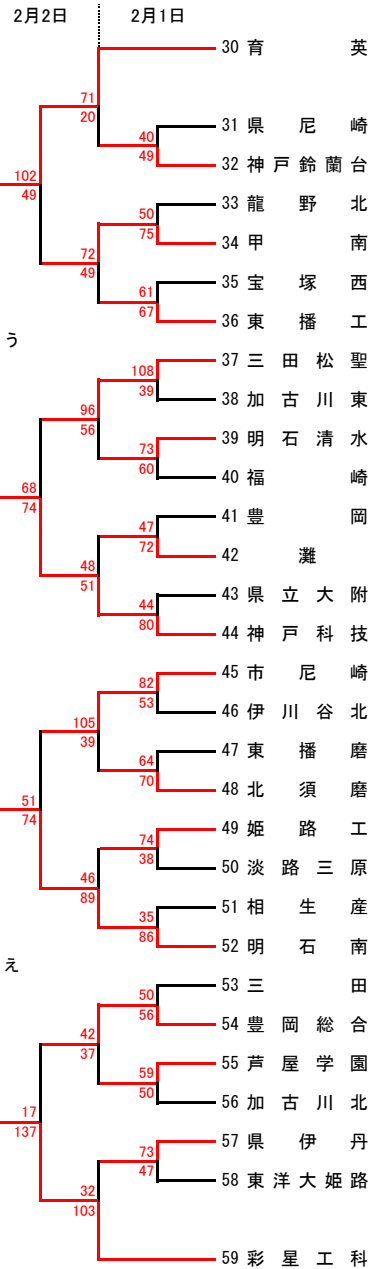 2月2日 2月1日
30 育英
71
20
31 県尼崎
40
49
32 神戸鈴蘭台
102
49
33 龍野北
50
75
34 甲南
72
49
35 宝塚西
61
67
36 東播工
う
37 三田松聖
108
39
38 加古川東
96
56
39 明石清水
73
60
40 福崎
68
74
41 豊岡
47
72
42 灘
48
51
43 県立大附
44
80
44 神戸科技
45 市尼崎
82
53
46 伊川谷北
105
39
47 東播磨
64
70
48 北須磨
51
74
49 姫路工
74
38
50 淡路三原
46
89
51 相生産
35
86
52 明石南
え
53 三田
50
56
54 豊岡総合
42
37
55 芦屋学園
59
50
56 加古川北
17
137
57 県伊丹
73
47
58 東洋大姫路
32
103
59 彩星工科